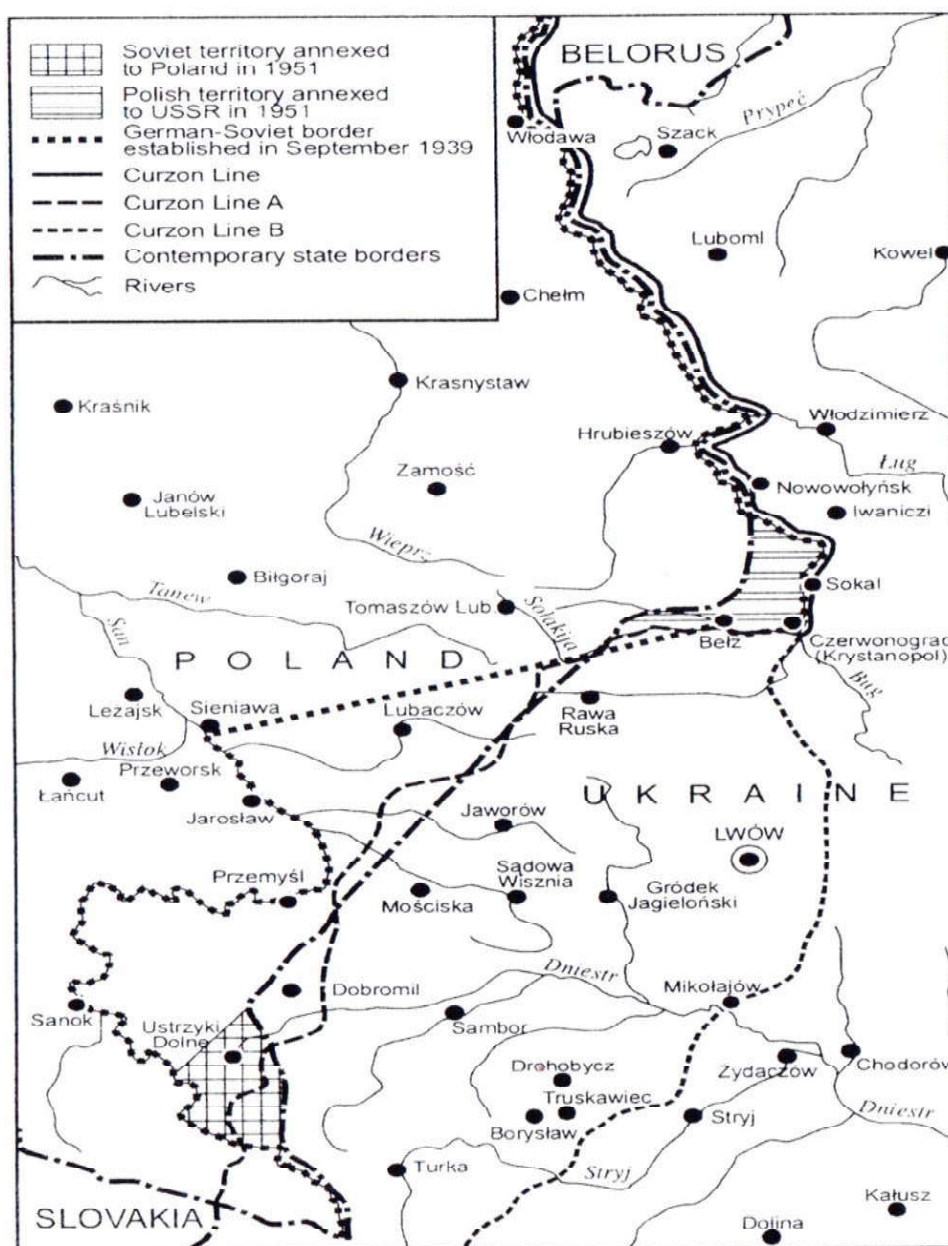 Soviet territory annexed
to Poland in 1951
Polish territory annexed
to USSR in 1951
German-Soviet border
established in September 1939
Curzon Line
Curzon Line A
Curzon Line B
Contemporary state borders
Rivers
BELORUS
Włodawa
Szack
Prypeć
Luboml
Kowel
Chełm
Krasnystaw
Kraśnik
Włodzimierz
Hrubieszów
Zamość
Ług
Nowowołyńsk
Janów
Lubelski
Iwaniczi
Wieprz
Biłgoraj
Sokal
Tanew
Tomaszów Lub.
Sołakija
San
Bełz
Czerwonograd
(Krystanopol)
POLAND
Bug
Leżajsk
Sieniawa
Lubaczów
Rawa
Ruska
Wisłok
Przeworsk
Łańcut
UKRAINE
Jarosław
Jaworów
LWÓW
Przemyśl
Sądowa
Wisznia
Mościska
Gródek
Jagieloński
Dniestr
Dobromil
Mikołajów
Sanok
Ustrzyki
Dolne
Sambor
Drohobycz
Zydaczów
Chodorów
Truskawiec
Borysław
Stryj
Dniestr
Turka
Stryj
SLOVAKIA
Kałusz
Dolina